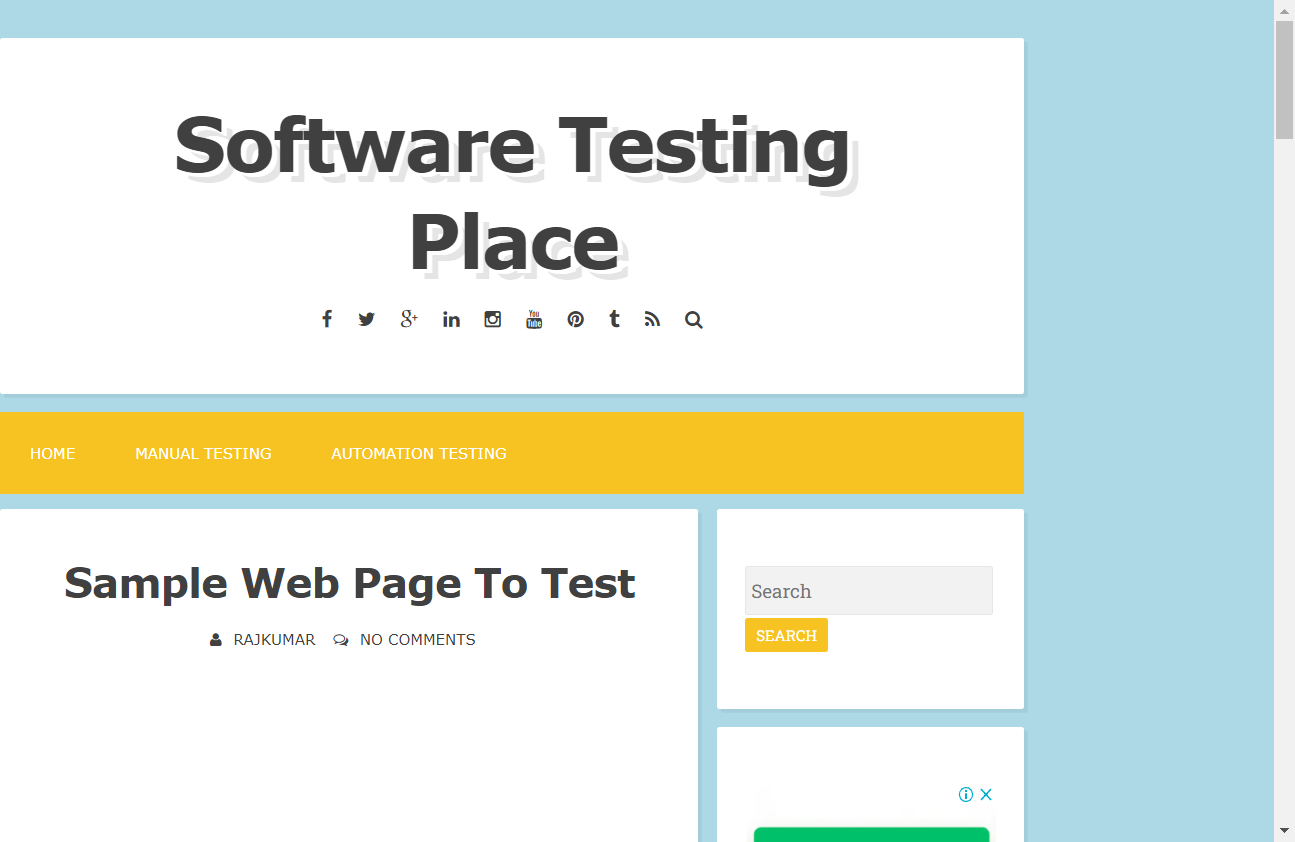 Software Testing
Place
HOME MANUAL TESTING AUTOMATION TESTING
Sample Web Page To Test
RAJKUMAR NO COMMENTS
Search
SEARCH